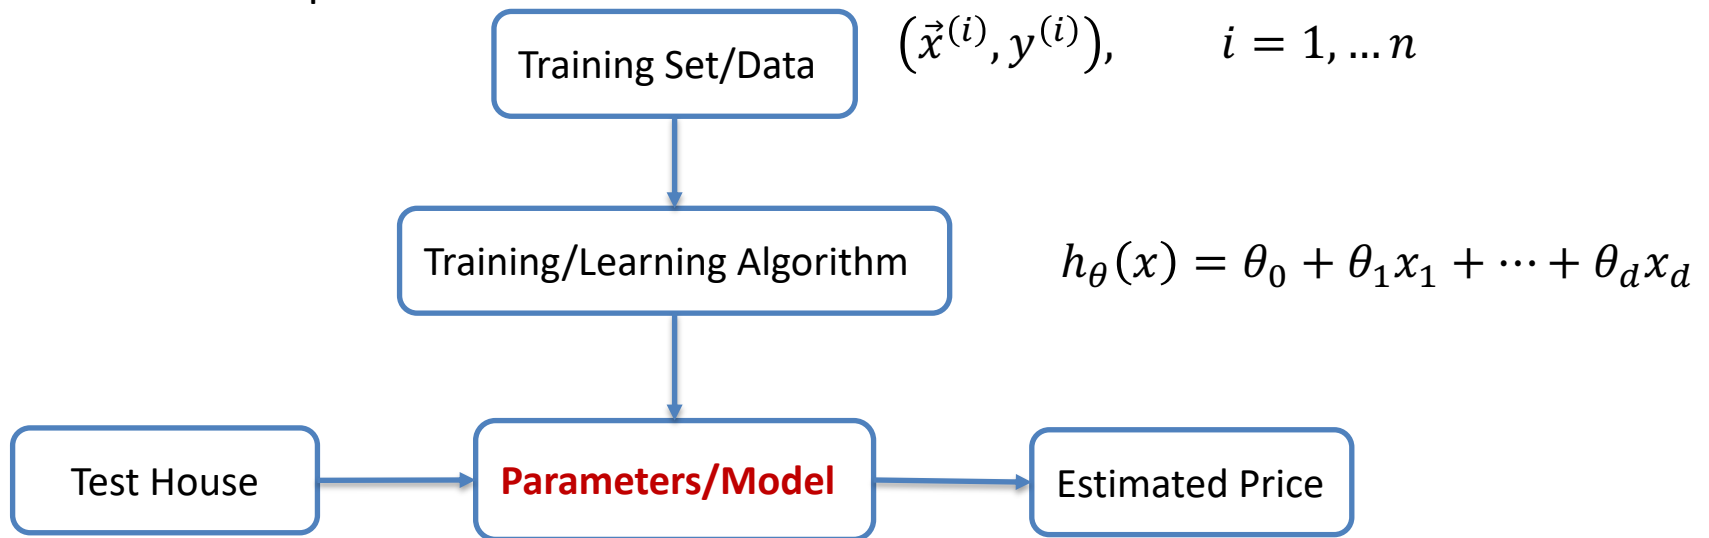 Training Set/Data
(x⃗^(i), y^(i)), i = 1, … n
Training/Learning Algorithm
h_θ(x) = θ_0 + θ_1x_1 + ⋯ + θ_dx_d
Test House
Parameters/Model
Estimated Price